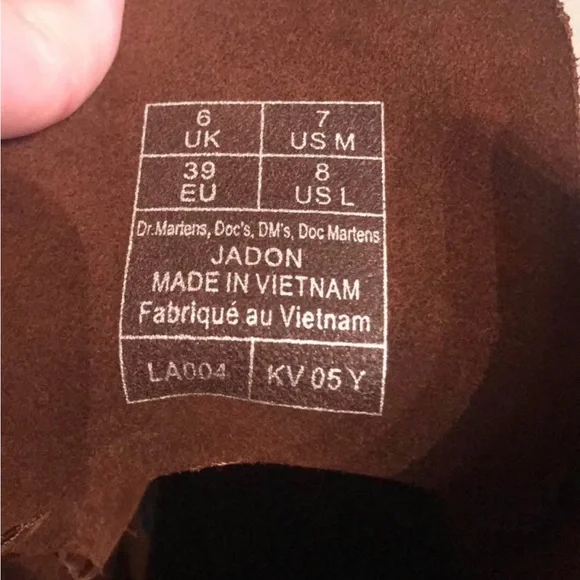 6 7
UK US M
39 8
EU US L
Dr.Martens, Doc's, DM's, Doc Martens
JADON
MADE IN VIETNAM
Fabriqué au Vietnam
LA004 KV 05 Y